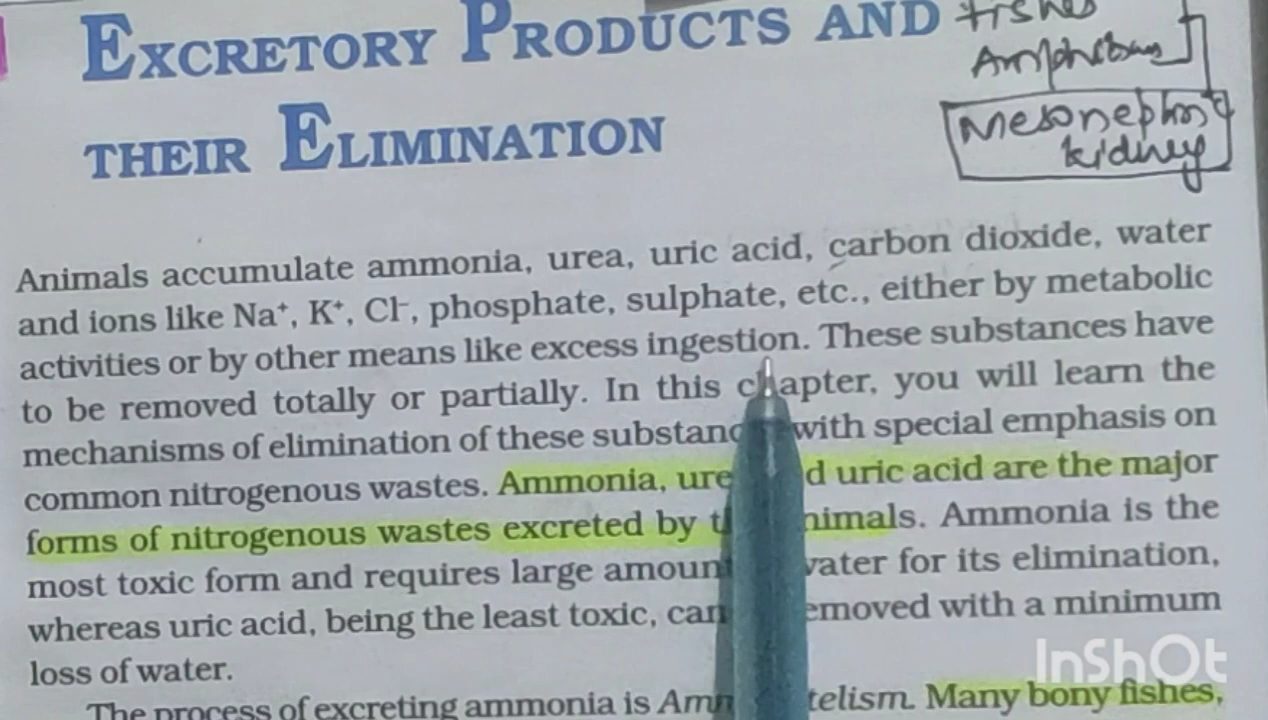 EXCRETORY PRODUCTS AND
THEIR ELIMINATION
fishes
Amphibians
Mesonephric
kidney
Animals accumulate ammonia, urea, uric acid, carbon dioxide, water
and ions like Na⁺, K⁺, Cl⁻, phosphate, sulphate, etc., either by metabolic
activities or by other means like excess ingestion. These substances have
to be removed totally or partially. In this chapter, you will learn the
mechanisms of elimination of these substanc with special emphasis on
common nitrogenous wastes. Ammonia, ure d uric acid are the major
forms of nitrogenous wastes excreted by t nimals. Ammonia is the
most toxic form and requires large amoun vater for its elimination,
whereas uric acid, being the least toxic, can emoved with a minimum
loss of water.
The process of excreting ammonia is Amm telism. Many bony fishes,
InShOt